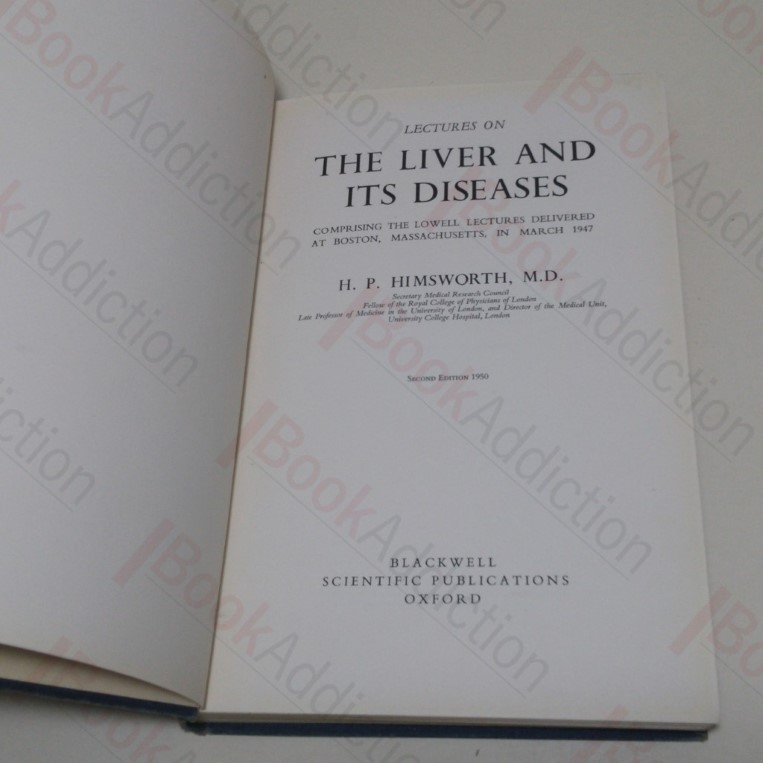 LECTURES ON
THE LIVER AND
ITS DISEASES
COMPRISING THE LOWELL LECTURES DELIVERED
AT BOSTON, MASSACHUSETTS, IN MARCH 1947
H. P. HIMSWORTH, M.D.
Secretary Medical Research Council
Fellow of the Royal College of Physicians of London
Late Professor of Medicine in the University of London, and Director of the Medical Unit,
University College Hospital, London
SECOND EDITION 1950
BLACKWELL
SCIENTIFIC PUBLICATIONS
OXFORD
BookAddiction